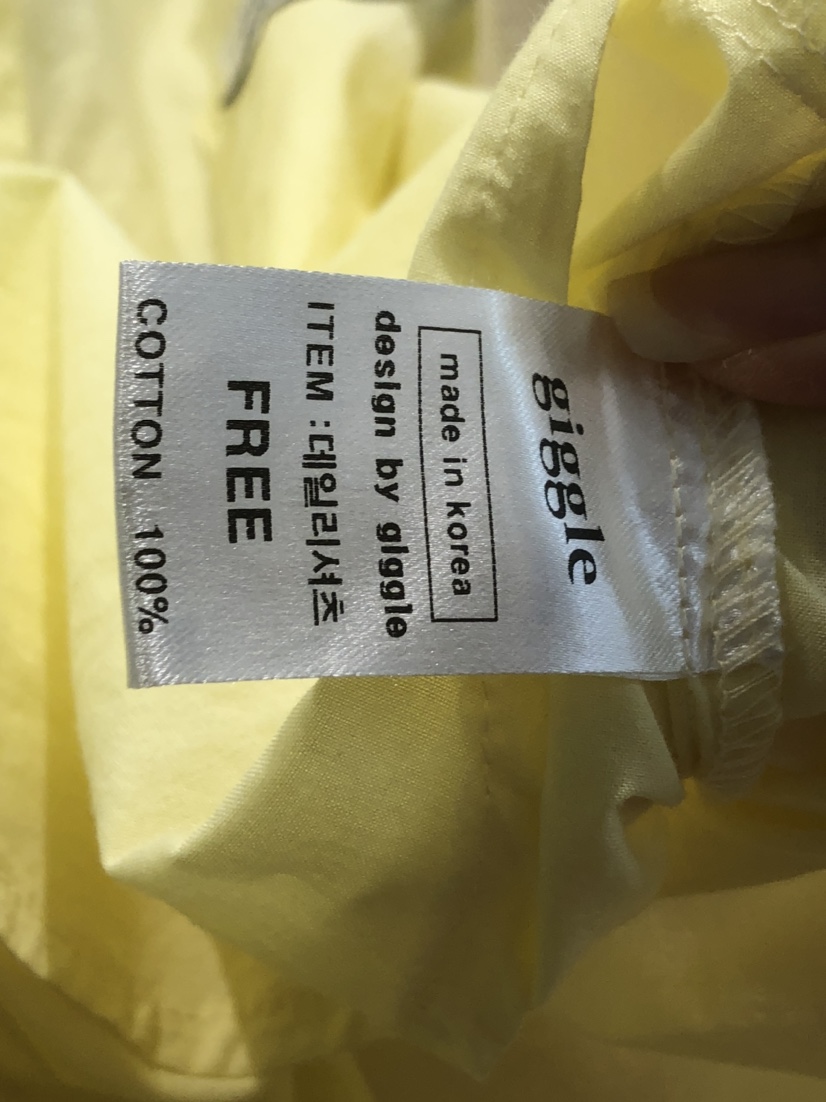 giggle
made in korea
design by giggle
ITEM :데일리셔츠
FREE
COTTON 100%